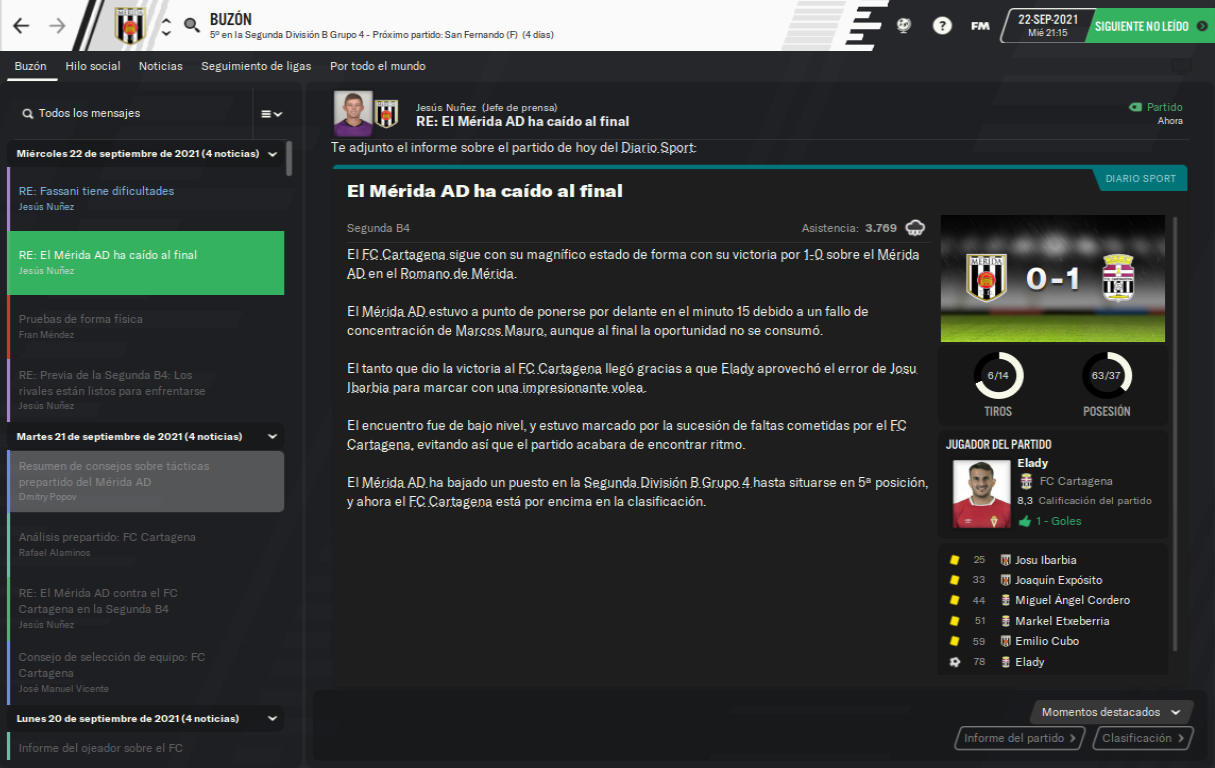 BUZÓN
5º en la Segunda División B Grupo 4 - Próximo partido: San Fernando (F) (4 días)
FM
22-SEP-2021
Mié 21:15
SIGUIENTE NO LEÍDO
Buzón
Hilo social
Noticias
Seguimiento de ligas
Por todo el mundo
Todos los mensajes
Miércoles 22 de septiembre de 2021 (4 noticias)
RE: Fassani tiene dificultades
Jesús Nuñez
RE: El Mérida AD ha caído al final
Jesús Nuñez
Pruebas de forma física
Fran Méndez
RE: Previa de la Segunda B4: Los
rivales están listos para enfrentarse
Jesús Nuñez
Martes 21 de septiembre de 2021 (4 noticias)
Resumen de consejos sobre tácticas
prepartido del Mérida AD
Dmitry Popov
Análisis prepartido: FC Cartagena
Rafael Alaminos
RE: El Mérida AD contra el FC
Cartagena en la Segunda B4
Jesús Nuñez
Consejo de selección de equipo: FC
Cartagena
José Manuel Vicente
Lunes 20 de septiembre de 2021 (4 noticias)
Informe del ojeador sobre el FC
Jesús Nuñez (Jefe de prensa)
RE: El Mérida AD ha caído al final
Partido
Ahora
Te adjunto el informe sobre el partido de hoy del Diario Sport:
DIARIO SPORT
El Mérida AD ha caído al final
Segunda B4
Asistencia: 3.769
El FC Cartagena sigue con su magnífico estado de forma con su victoria por 1-0 sobre el Mérida
AD en el Romano de Mérida.
El Mérida AD estuvo a punto de ponerse por delante en el minuto 15 debido a un fallo de
concentración de Marcos Mauro, aunque al final la oportunidad no se consumó.
El tanto que dio la victoria al FC Cartagena llegó gracias a que Elady aprovechó el error de Josu
Ibarbia para marcar con una impresionante volea.
El encuentro fue de bajo nivel, y estuvo marcado por la sucesión de faltas cometidas por el FC
Cartagena, evitando así que el partido acabara de encontrar ritmo.
El Mérida AD ha bajado un puesto en la Segunda División B Grupo 4 hasta situarse en 5ª posición,
y ahora el FC Cartagena está por encima en la clasificación.
MERIDA
0 - 1
6/14
63/37
TIROS
POSESIÓN
JUGADOR DEL PARTIDO
Elady
FC Cartagena
8,3 Calificación del partido
1 - Goles
25 Josu Ibarbia
33 Joaquín Expósito
44 Miguel Ángel Cordero
51 Markel Etxeberria
59 Emilio Cubo
78 Elady
Momentos destacados
Informe del partido
Clasificación